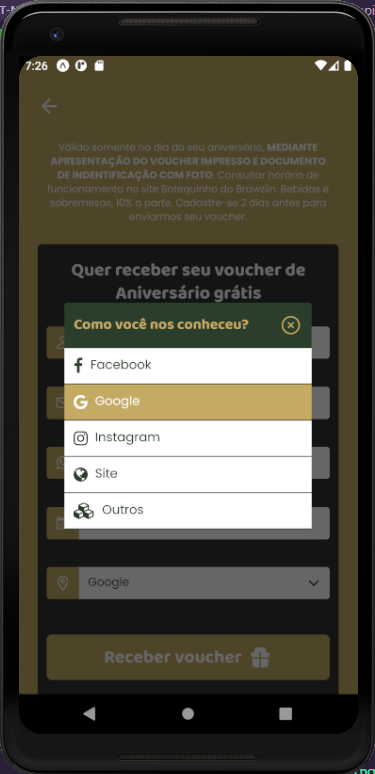 7:26
Válido somente no dia do seu aniversário, MEDIANTE
APRESENTAÇÃO DO VOUCHER IMPRESSO E DOCUMENTO
DE INDENTIFICAÇÃO COM FOTO. Consultar horário de
funcionamento no site Botequinho do Brawziin. Bebidas e
sobremesas, 10% a parte. Cadastre-se 2 dias antes para
enviarmos seu voucher.
Quer receber seu voucher de
Aniversário grátis
Como você nos conheceu?
Facebook
Google
Instagram
Site
Outros
Google
Receber voucher